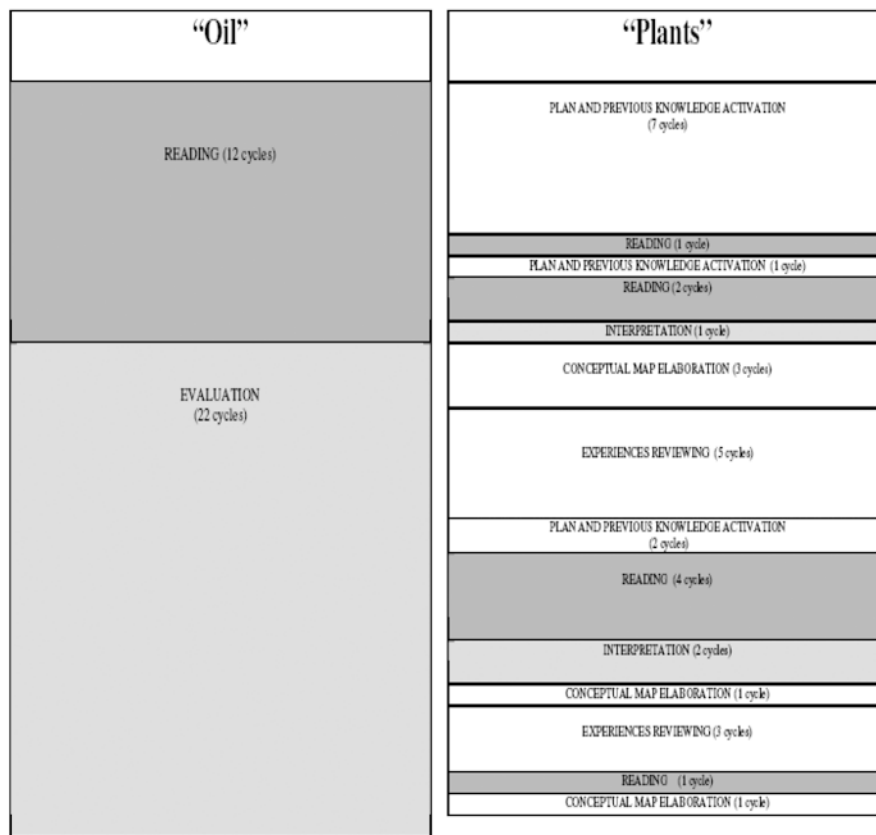 “Oil”
READING (12 cycles)
EVALUATION
(22 cycles)
“Plants”
PLAN AND PREVIOUS KNOWLEDGE ACTIVATION
(7 cycles)
READING (1 cycle)
PLAN AND PREVIOUS KNOWLEDGE ACTIVATION (1 cycle)
READING (2 cycles)
INTERPRETATION (1 cycle)
CONCEPTUAL MAP ELABORATION (3 cycles)
EXPERIENCES REVIEWING (5 cycles)
PLAN AND PREVIOUS KNOWLEDGE ACTIVATION
(2 cycles)
READING (4 cycles)
INTERPRETATION (2 cycles)
CONCEPTUAL MAP ELABORATION (1 cycle)
EXPERIENCES REVIEWING (3 cycles)
READING (1 cycle)
CONCEPTUAL MAP ELABORATION (1 cycle)